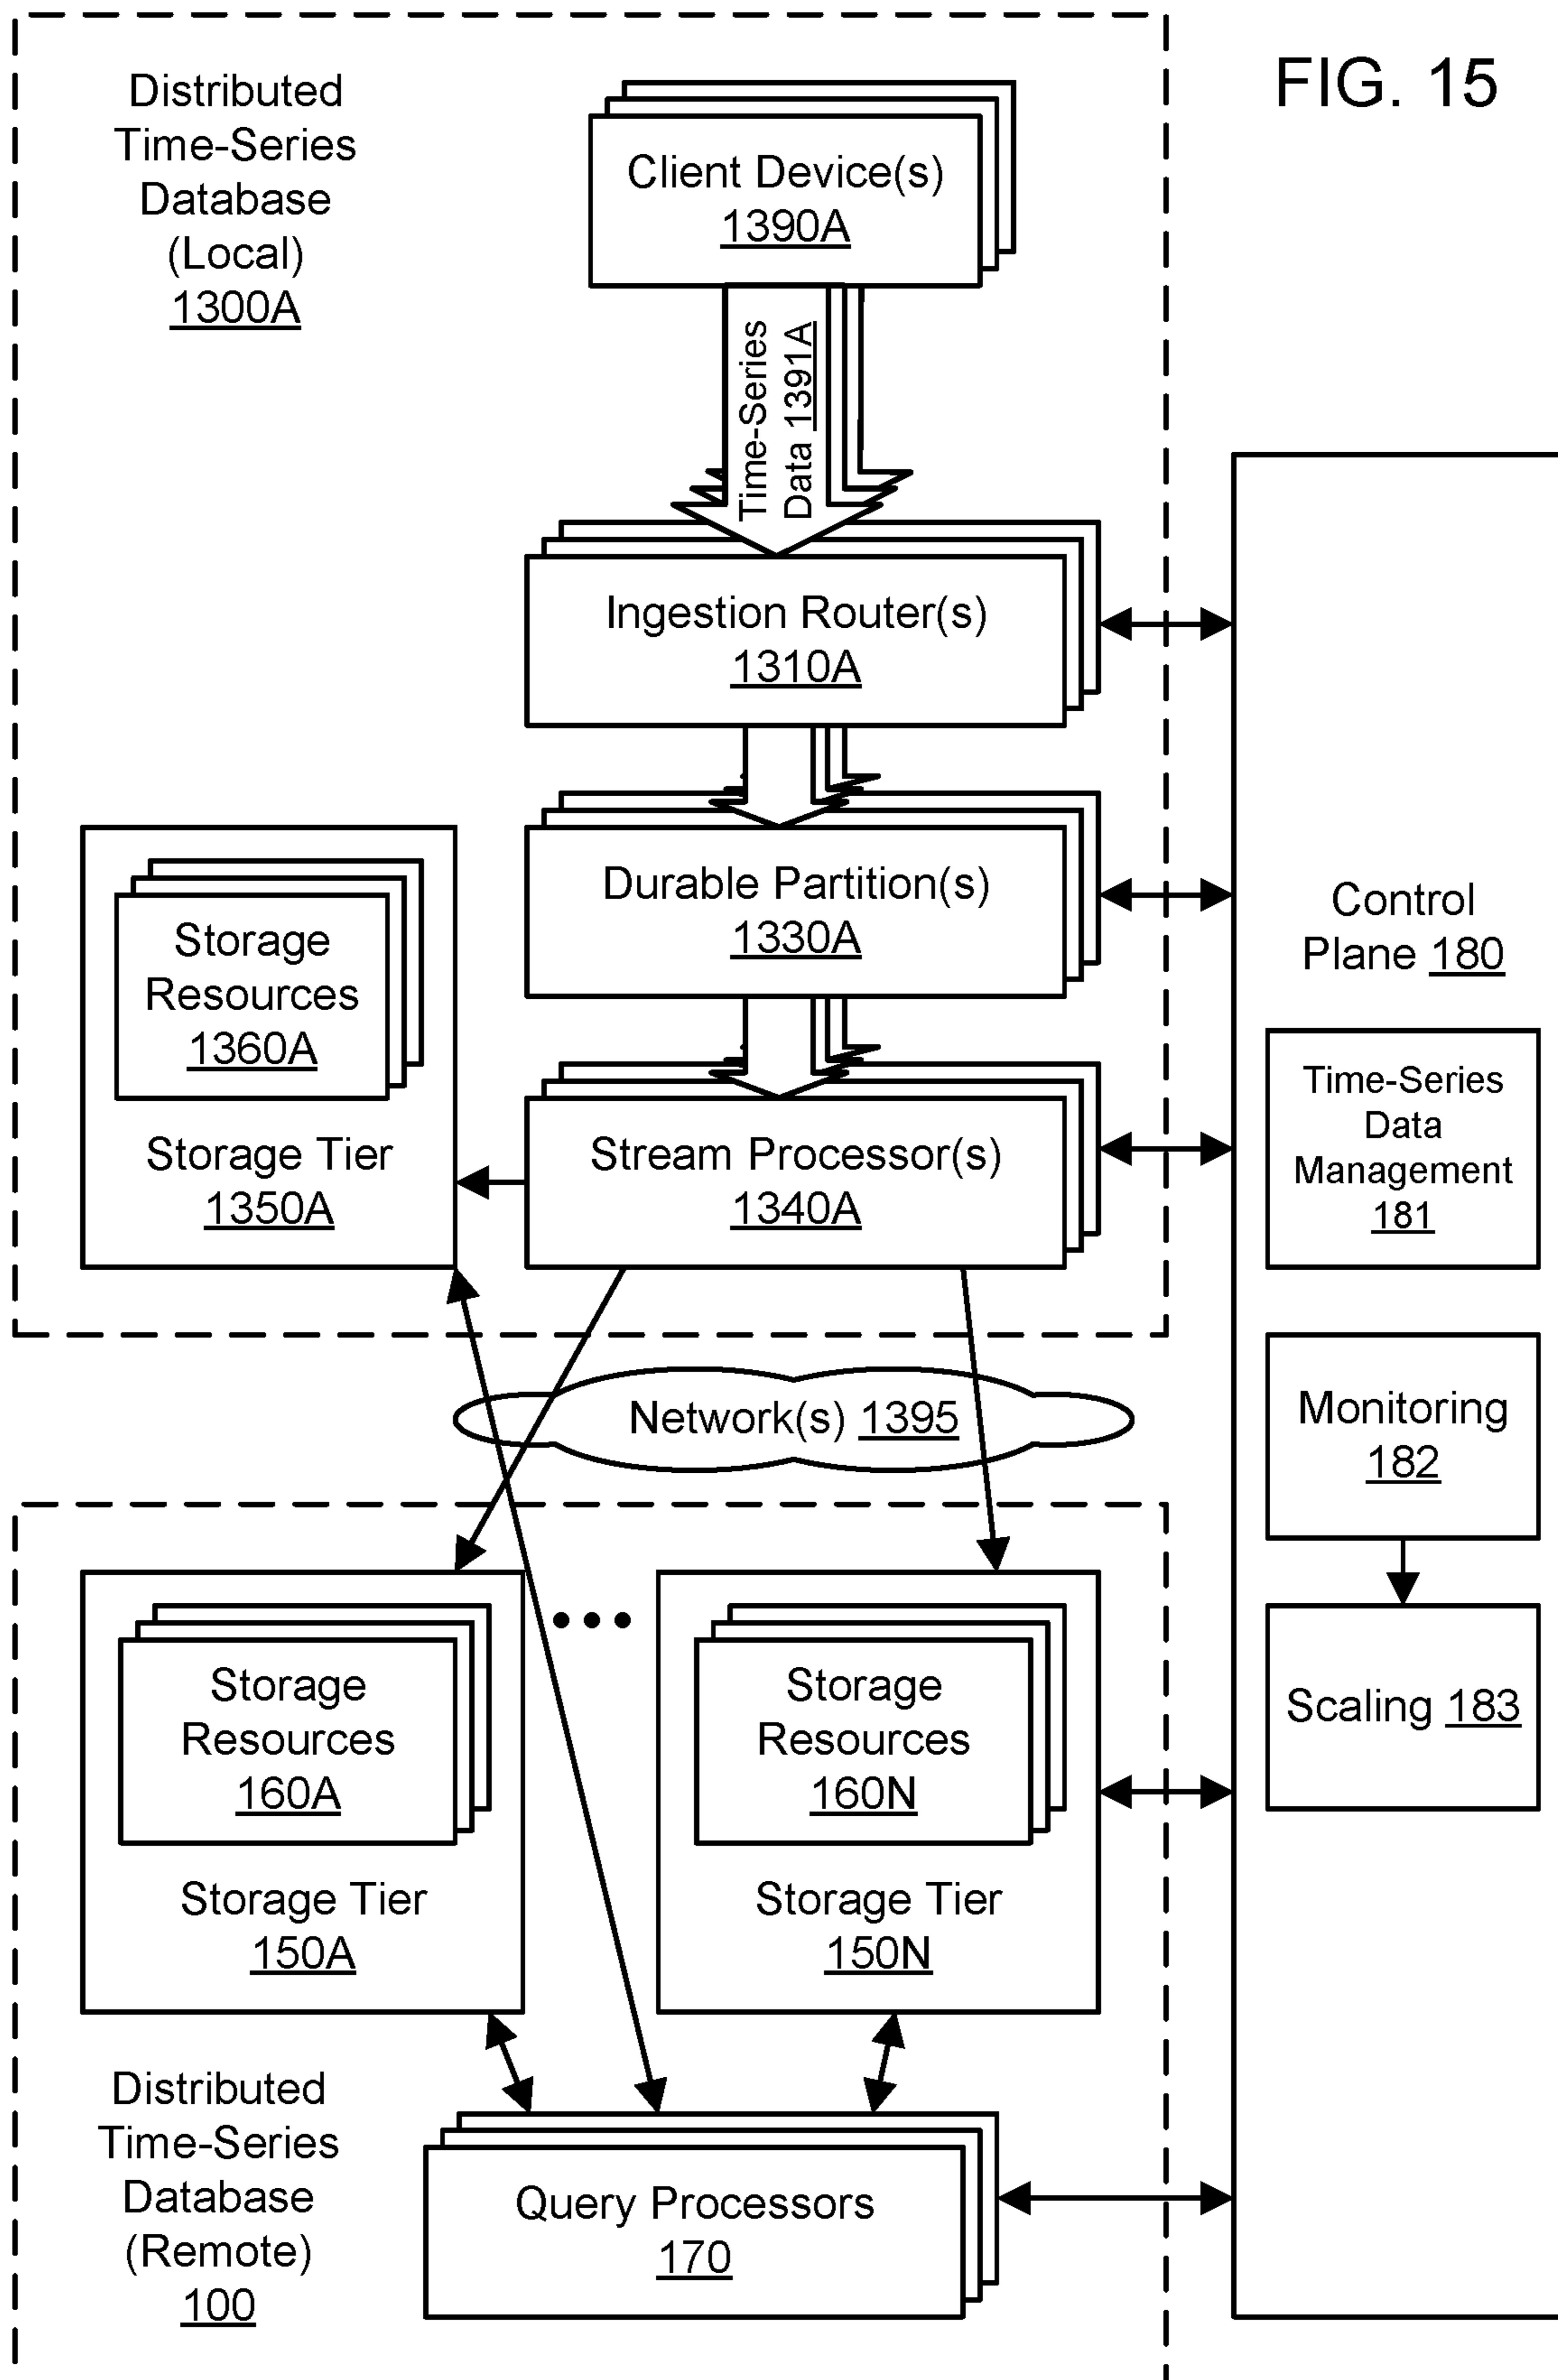 FIG. 15
Distributed
Time-Series
Database
(Local)
1300A
Client Device(s)
1390A
Time-Series
Data 1391A
Ingestion Router(s)
1310A
Durable Partition(s)
1330A
Storage
Resources
1360A
Storage Tier
1350A
Stream Processor(s)
1340A
Control
Plane 180
Time-Series
Data
Management
181
Monitoring
182
Scaling 183
Network(s) 1395
Storage
Resources
160A
Storage Tier
150A
Storage
Resources
160N
Storage Tier
150N
Distributed
Time-Series
Database
(Remote)
100
Query Processors
170